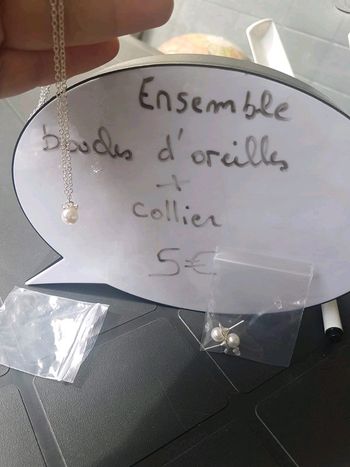 Ensemble
boucles d'oreilles
+
collier
5€